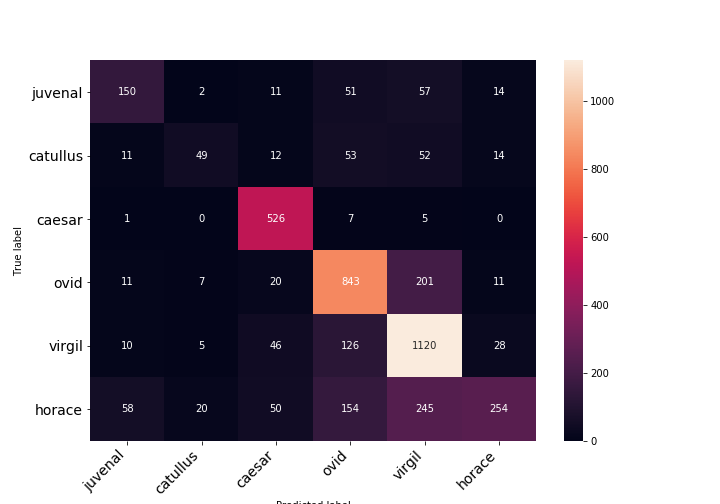 juvenal 150 2 11 51 57 14
catullus 11 49 12 53 52 14
caesar 1 0 526 7 5 0
ovid 11 7 20 843 201 11
virgil 10 5 46 126 1120 28
horace 58 20 50 154 245 254
True label
juvenal catullus caesar ovid virgil horace
Predicted label
1000
800
600
400
200
0